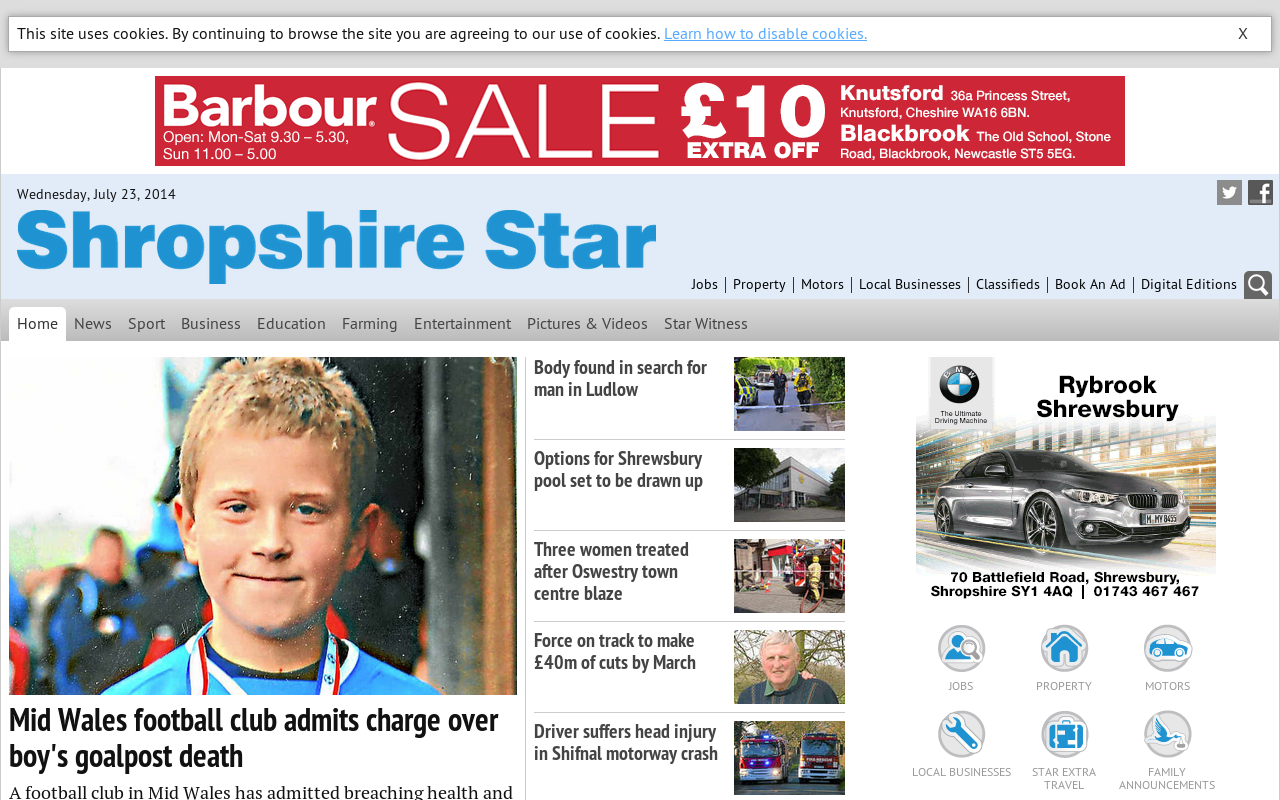 This site uses cookies. By continuing to browse the site you are agreeing to our use of cookies. Learn how to disable cookies.
X
Barbour®
Open: Mon-Sat 9.30 – 5.30,
Sun 11.00 – 5.00
SALE
£10
EXTRA OFF
Knutsford 36a Princess Street,
Knutsford, Cheshire WA16 6BN.
Blackbrook The Old School, Stone
Road, Blackbrook, Newcastle ST5 5EG.
Wednesday, July 23, 2014
Shropshire Star
Jobs
Property
Motors
Local Businesses
Classifieds
Book An Ad
Digital Editions
Home
News
Sport
Business
Education
Farming
Entertainment
Pictures & Videos
Star Witness
Mid Wales football club admits charge over
boy's goalpost death
A football club in Mid Wales has admitted breaching health and
Body found in search for
man in Ludlow
Options for Shrewsbury
pool set to be drawn up
Three women treated
after Oswestry town
centre blaze
Force on track to make
£40m of cuts by March
Driver suffers head injury
in Shifnal motorway crash
BMW
The Ultimate
Driving Machine
Rybrook
Shrewsbury
M·MY 8455
70 Battlefield Road, Shrewsbury,
Shropshire SY1 4AQ | 01743 467 467
JOBS
PROPERTY
MOTORS
LOCAL BUSINESSES
STAR EXTRA
TRAVEL
FAMILY
ANNOUNCEMENTS